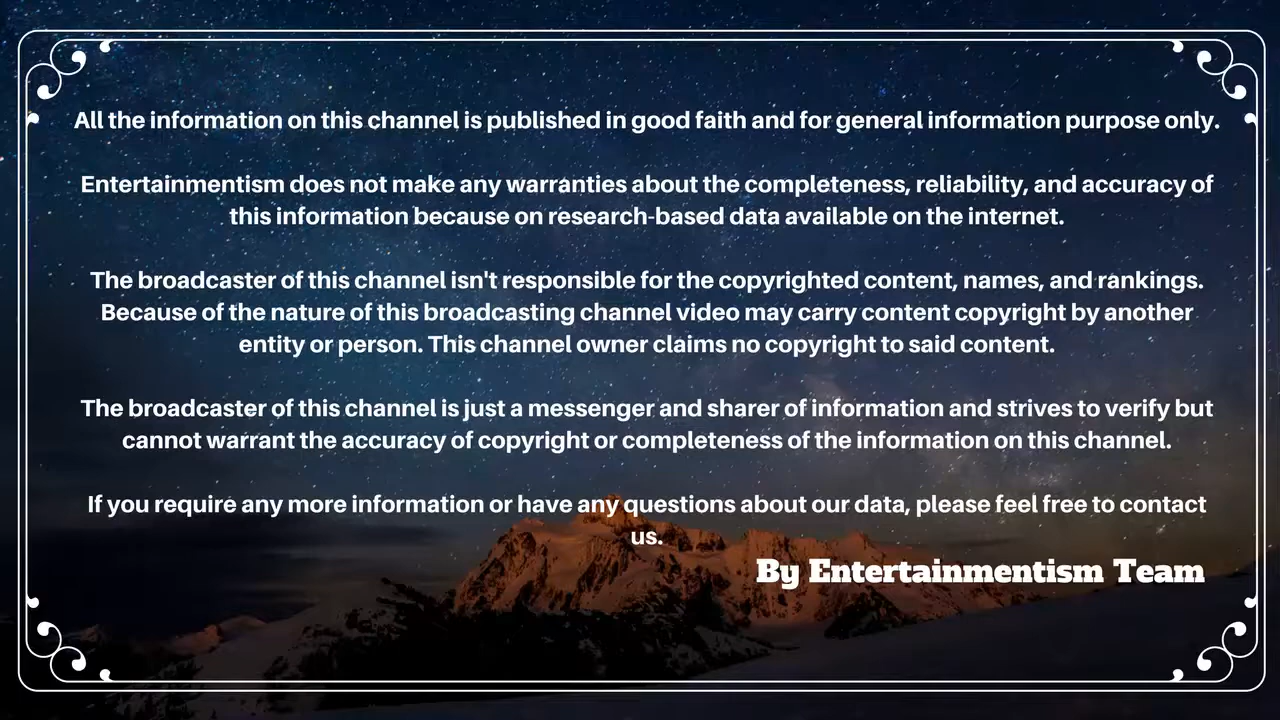 All the information on this channel is published in good faith and for general information purpose only.
Entertainmentism does not make any warranties about the completeness, reliability, and accuracy of
this information because on research-based data available on the internet.
The broadcaster of this channel isn't responsible for the copyrighted content, names, and rankings.
Because of the nature of this broadcasting channel video may carry content copyright by another
entity or person. This channel owner claims no copyright to said content.
The broadcaster of this channel is just a messenger and sharer of information and strives to verify but
cannot warrant the accuracy of copyright or completeness of the information on this channel.
If you require any more information or have any questions about our data, please feel free to contact
us.
By Entertainmentism Team